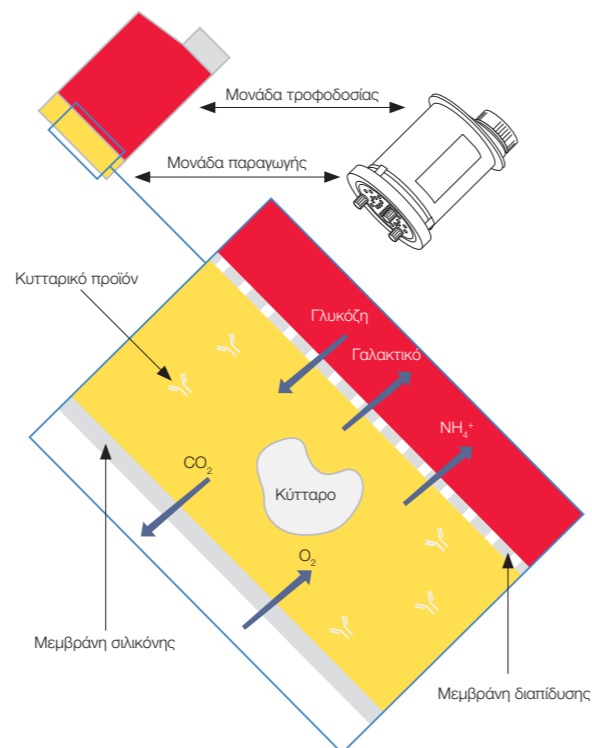 Μονάδα τροφοδοσίας
Μονάδα παραγωγής
Κυτταρικό προϊόν
Γλυκόζη
Γαλακτικό
NH₄⁺
CO₂
Κύτταρο
O₂
Μεμβράνη σιλικόνης
Μεμβράνη διαπίδυσης